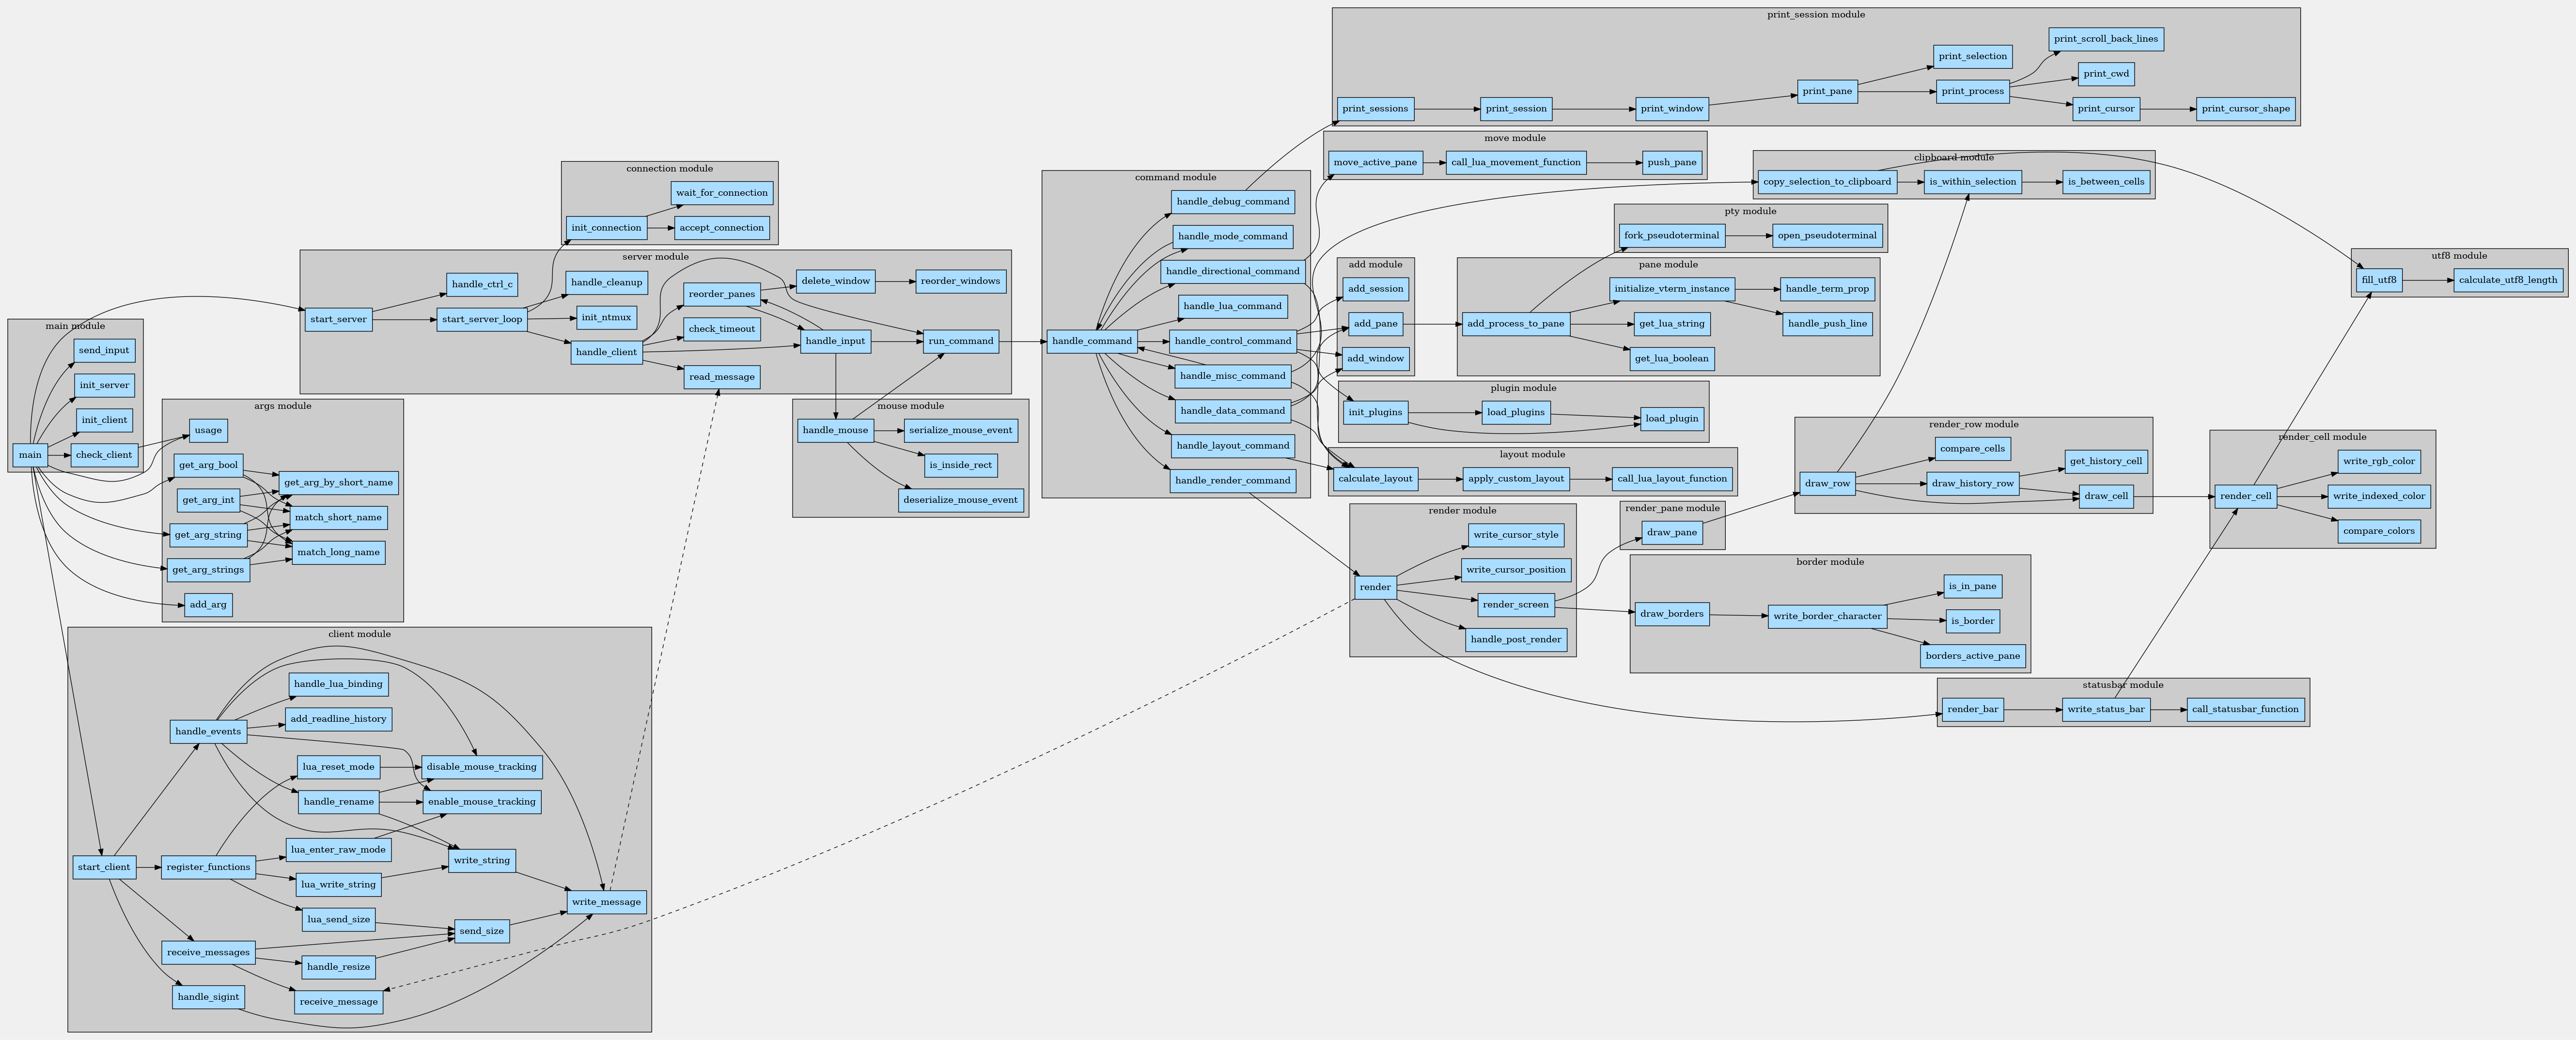 print_session module
print_scroll_back_lines
print_selection
print_cwd
print_pane
print_process
print_sessions
print_session
print_window
print_cursor
print_cursor_shape
move module
move_active_pane
call_lua_movement_function
push_pane
clipboard module
copy_selection_to_clipboard
is_within_selection
is_between_cells
connection module
wait_for_connection
init_connection
accept_connection
command module
handle_debug_command
handle_mode_command
handle_directional_command
handle_lua_command
handle_command
handle_control_command
handle_misc_command
handle_data_command
handle_layout_command
handle_render_command
pty module
fork_pseudoterminal
open_pseudoterminal
utf8 module
fill_utf8
calculate_utf8_length
server module
handle_ctrl_c
handle_cleanup
delete_window
reorder_windows
reorder_panes
start_server
start_server_loop
init_ntmux
check_timeout
handle_input
run_command
handle_client
read_message
add module
add_session
add_pane
add_window
pane module
initialize_vterm_instance
handle_term_prop
add_process_to_pane
get_lua_string
handle_push_line
get_lua_boolean
main module
send_input
init_server
init_client
main
check_client
plugin module
init_plugins
load_plugins
load_plugin
args module
usage
get_arg_bool
get_arg_by_short_name
get_arg_int
match_short_name
get_arg_string
match_long_name
get_arg_strings
add_arg
mouse module
handle_mouse
serialize_mouse_event
is_inside_rect
deserialize_mouse_event
layout module
calculate_layout
apply_custom_layout
call_lua_layout_function
render_row module
compare_cells
get_history_cell
draw_row
draw_history_row
draw_cell
render_cell module
write_rgb_color
render_cell
write_indexed_color
compare_colors
render module
write_cursor_style
write_cursor_position
render
render_screen
handle_post_render
render_pane module
draw_pane
border module
is_in_pane
draw_borders
write_border_character
is_border
borders_active_pane
statusbar module
render_bar
write_status_bar
call_statusbar_function
client module
handle_lua_binding
add_readline_history
handle_events
lua_reset_mode
disable_mouse_tracking
handle_rename
enable_mouse_tracking
lua_enter_raw_mode
write_string
start_client
register_functions
lua_write_string
write_message
lua_send_size
send_size
receive_messages
handle_resize
handle_sigint
receive_message